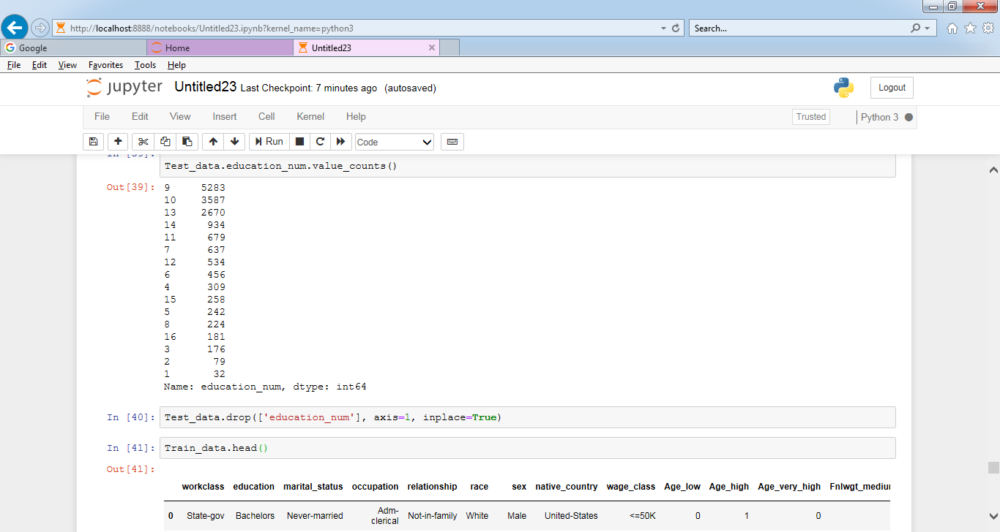 http://localhost:8888/notebooks/Untitled23.ipynb?kernel_name=python3
Search...
Google
Home
Untitled23
File Edit View Favorites Tools Help
jupyter Untitled23 Last Checkpoint: 7 minutes ago (autosaved)
Logout
File Edit View Insert Cell Kernel Help
Trusted
Python 3
Run
Code
In [39]:
Test_data.education_num.value_counts()
Out[39]:
9 5283
10 3587
13 2670
14 934
11 679
7 637
12 534
6 456
4 309
15 258
5 242
8 224
16 181
3 176
2 79
1 32
Name: education_num, dtype: int64
In [40]: Test_data.drop(['education_num'], axis=1, inplace=True)
In [41]: Train_data.head()
Out[41]:
workclass education marital_status occupation relationship race sex native_country wage_class Age_low Age_high Age_very_high Fnlwgt_mediu
0 State-gov Bachelors Never-married Adm-clerical Not-in-family White Male United-States <=50K 0 1 0